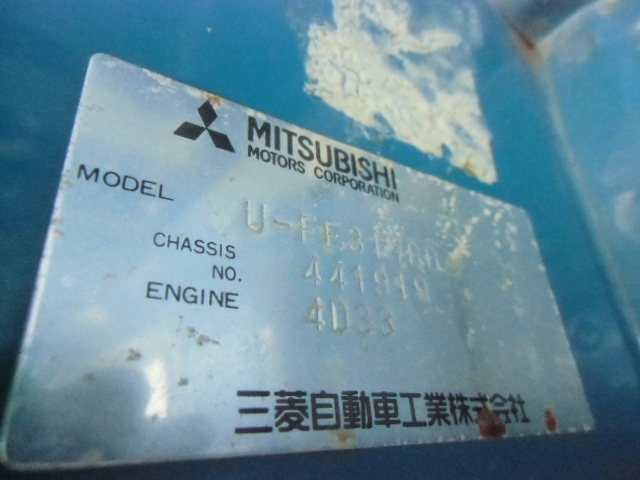 MITSUBISHI
MOTORS CORPORATION
MODEL
CHASSIS
NO. 441949
ENGINE 4D33
三菱自動車工業株式会社